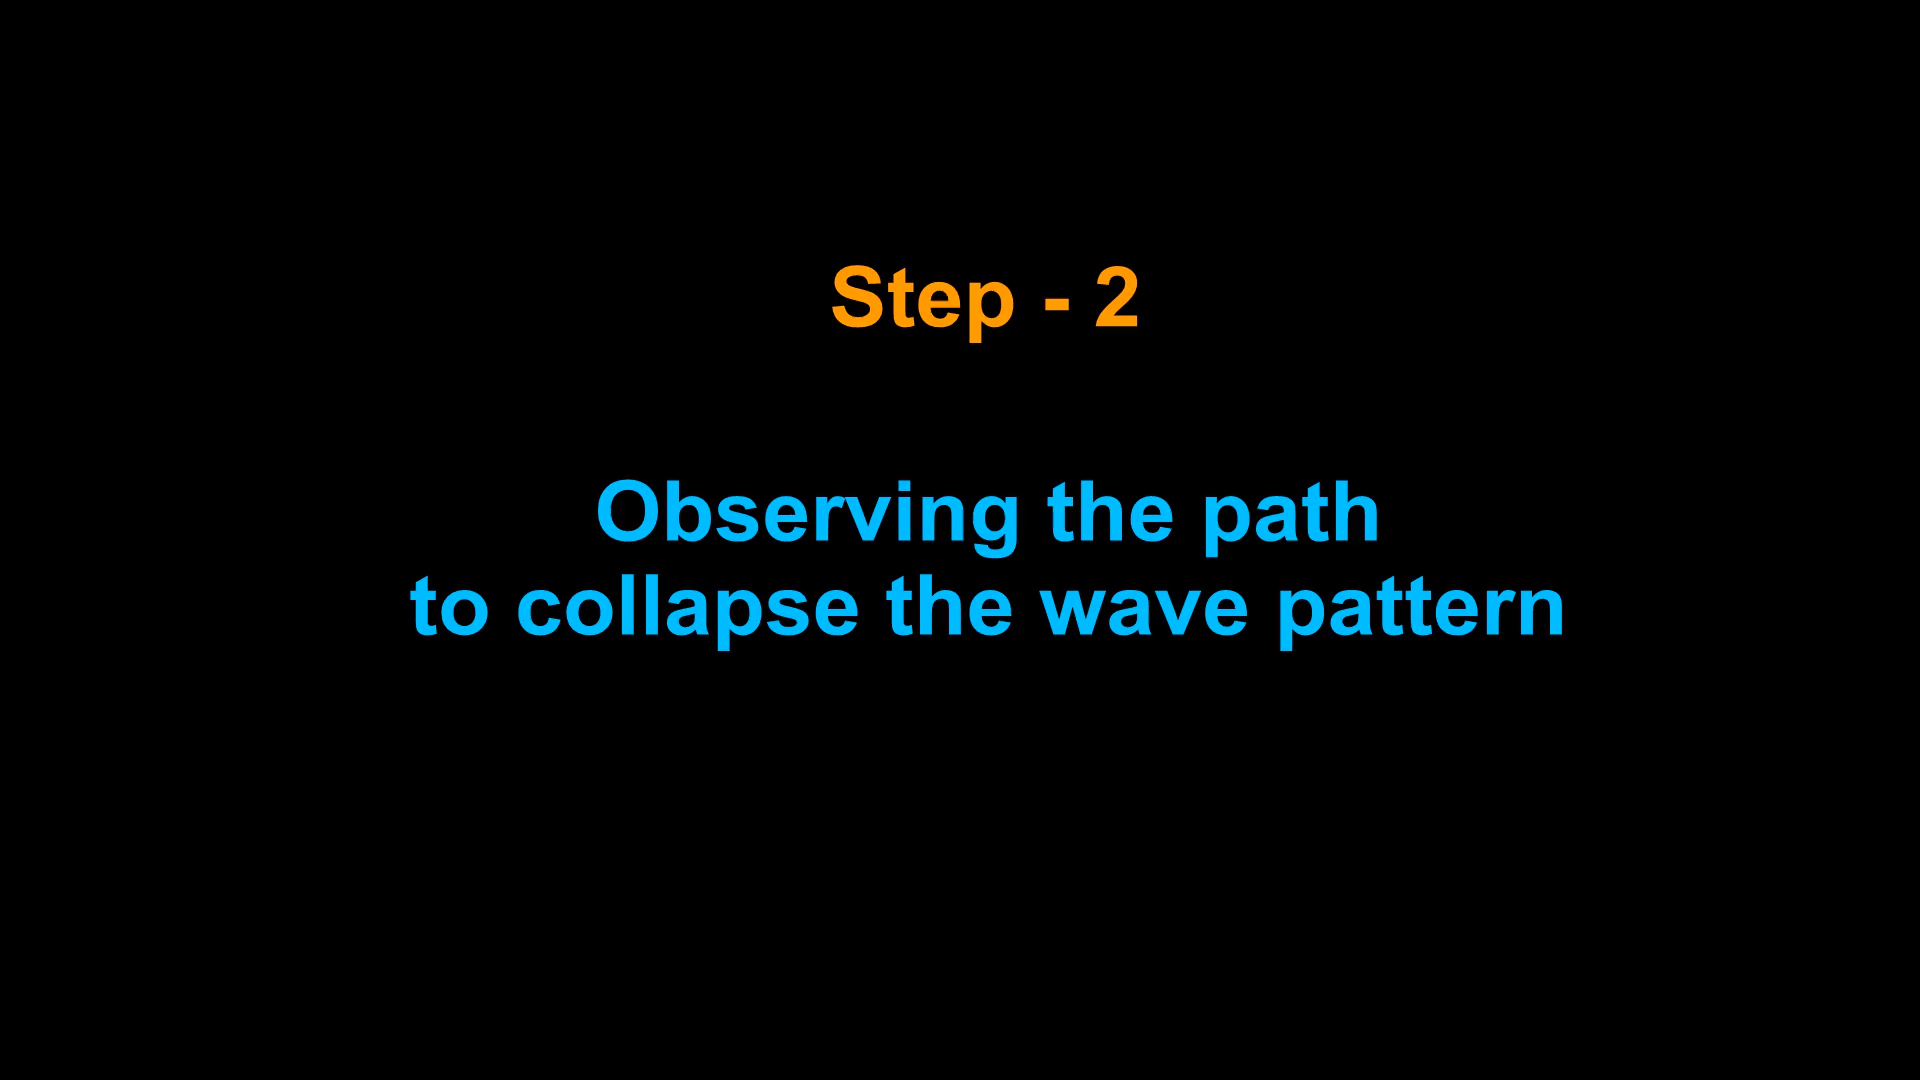 Step - 2
Observing the path
to collapse the wave pattern